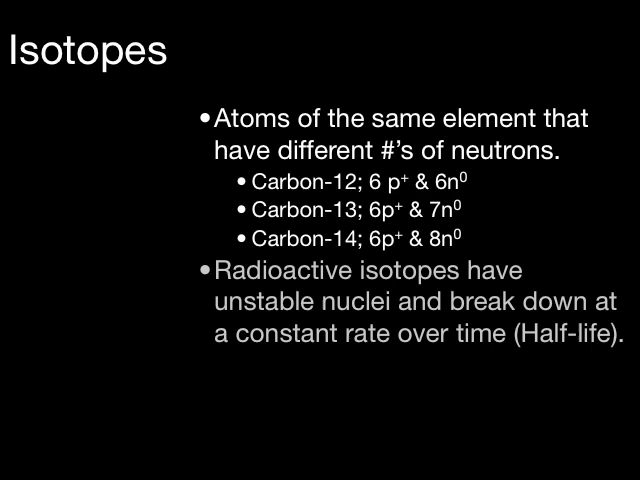 Isotopes
•Atoms of the same element that
have different #’s of neutrons.
• Carbon-12; 6 p⁺ & 6n⁰
• Carbon-13; 6p⁺ & 7n⁰
• Carbon-14; 6p⁺ & 8n⁰
•Radioactive isotopes have
unstable nuclei and break down at
a constant rate over time (Half-life).